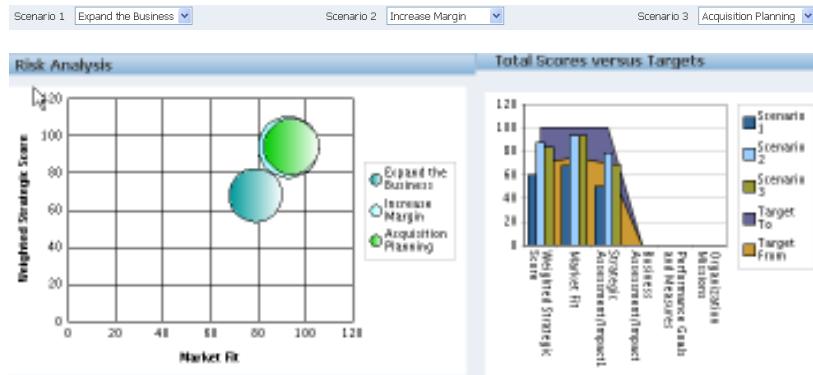 Scenario 1 Expand the Business
Scenario 2 Increase Margin
Scenario 3 Acquisition Planning
Risk Analysis
120
100
80
60
40
20
0
Weighted Strategic Score
0 20 40 60 80 100 120
Market Fit
Expand the
Business
Increase
Margin
Acquisition
Planning
Total Scores versus Targets
120
100
80
60
40
20
0
Weighted Strategic
Score
Market Fit
Strategic
Assessment/Impact1
Business
Assessment/Impact
Performance Goals
and Measures
Organization
Missions
Scenario
1
Scenario
2
Scenario
3
Target
To
Target
From